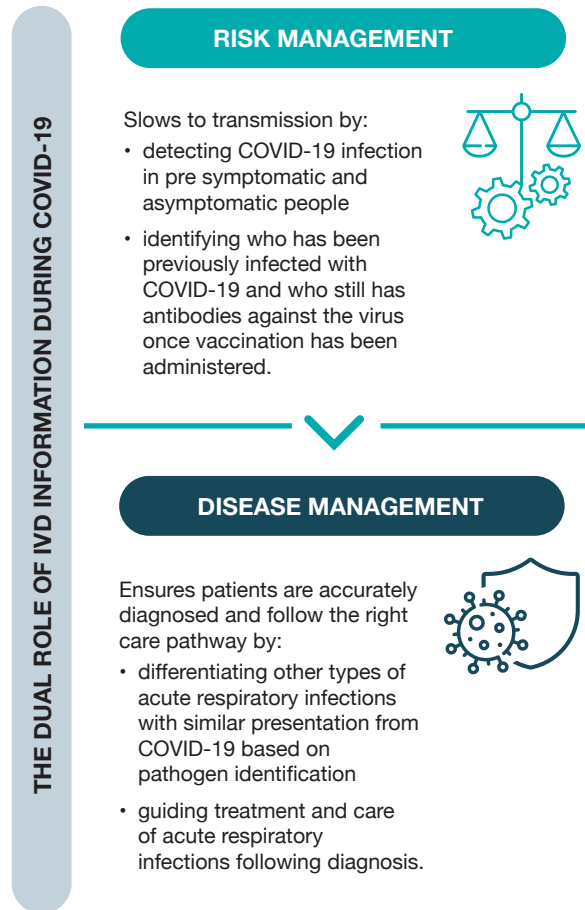 THE DUAL ROLE OF IVD INFORMATION DURING COVID-19
RISK MANAGEMENT
Slows to transmission by:
• detecting COVID-19 infection
in pre symptomatic and
asymptomatic people
• identifying who has been
previously infected with
COVID-19 and who still has
antibodies against the virus
once vaccination has been
administered.
DISEASE MANAGEMENT
Ensures patients are accurately
diagnosed and follow the right
care pathway by:
• differentiating other types of
acute respiratory infections
with similar presentation from
COVID-19 based on
pathogen identification
• guiding treatment and care
of acute respiratory
infections following diagnosis.